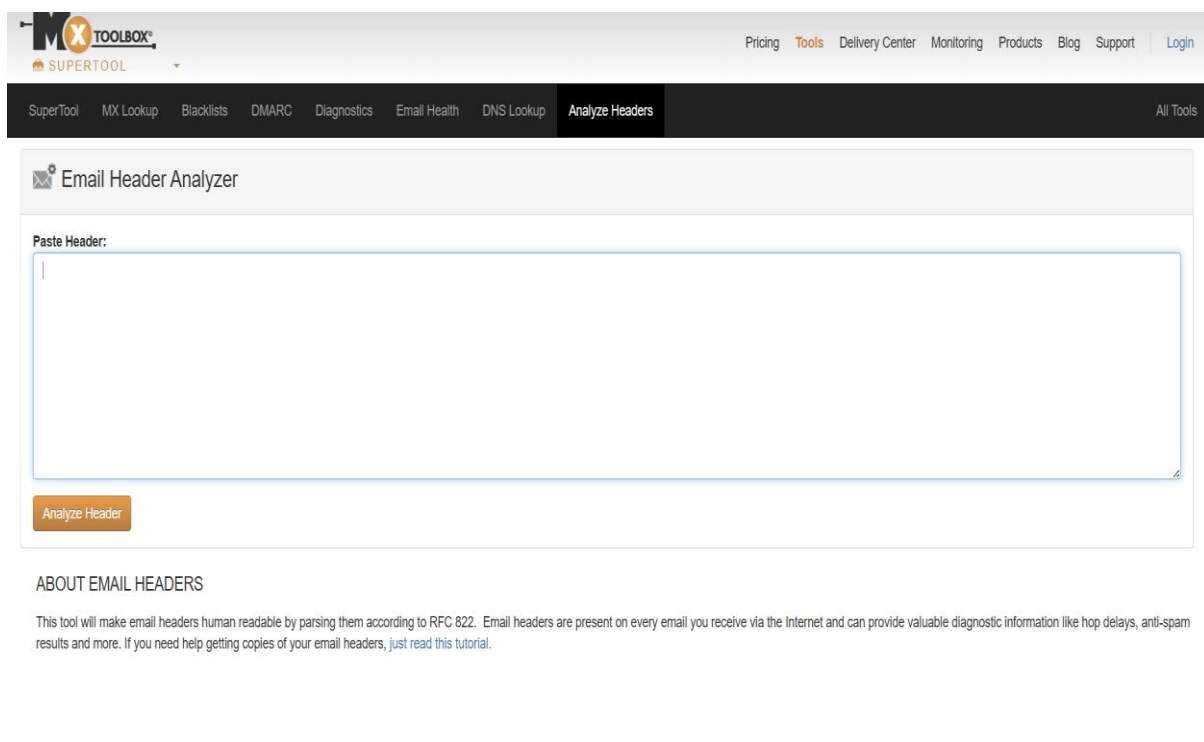 MX TOOLBOX®
SUPERTOOL
Pricing Tools Delivery Center Monitoring Products Blog Support Login
SuperTool MX Lookup Blacklists DMARC Diagnostics Email Health DNS Lookup Analyze Headers All Tools
Email Header Analyzer
Paste Header:
Analyze Header
ABOUT EMAIL HEADERS
This tool will make email headers human readable by parsing them according to RFC 822. Email headers are present on every email you receive via the Internet and can provide valuable diagnostic information like hop delays, anti-spam
results and more. If you need help getting copies of your email headers, just read this tutorial.